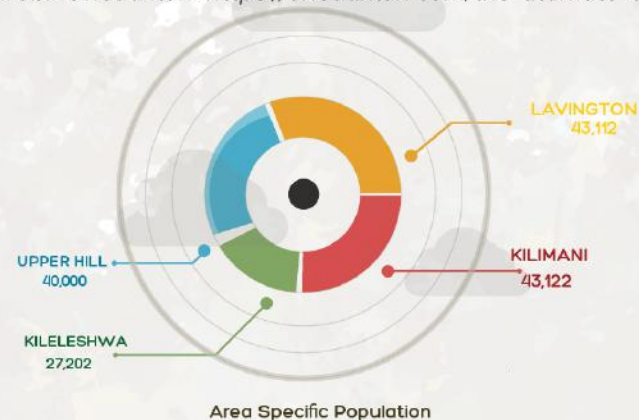 LAVINGTON
43,112
KILIMANI
43,122
UPPER HILL
40,000
KILELESHWA
27,202
Area Specific Population